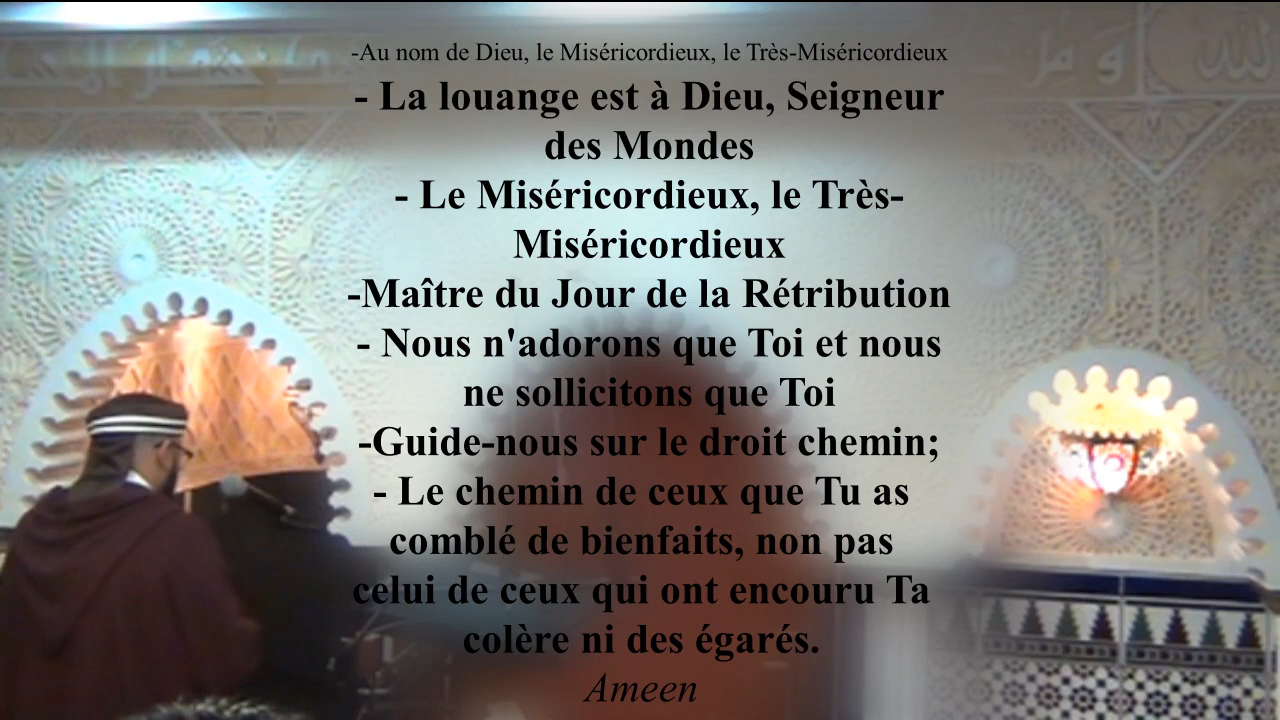 -Au nom de Dieu, le Miséricordieux, le Très-Miséricordieux
- La louange est à Dieu, Seigneur
des Mondes
- Le Miséricordieux, le Très-
Miséricordieux
-Maître du Jour de la Rétribution
- Nous n'adorons que Toi et nous
ne sollicitons que Toi
-Guide-nous sur le droit chemin;
- Le chemin de ceux que Tu as
comblé de bienfaits, non pas
celui de ceux qui ont encouru Ta
colère ni des égarés.
Ameen